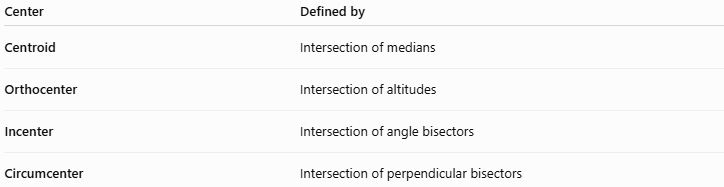 Center Defined by
Centroid Intersection of medians
Orthocenter Intersection of altitudes
Incenter Intersection of angle bisectors
Circumcenter Intersection of perpendicular bisectors